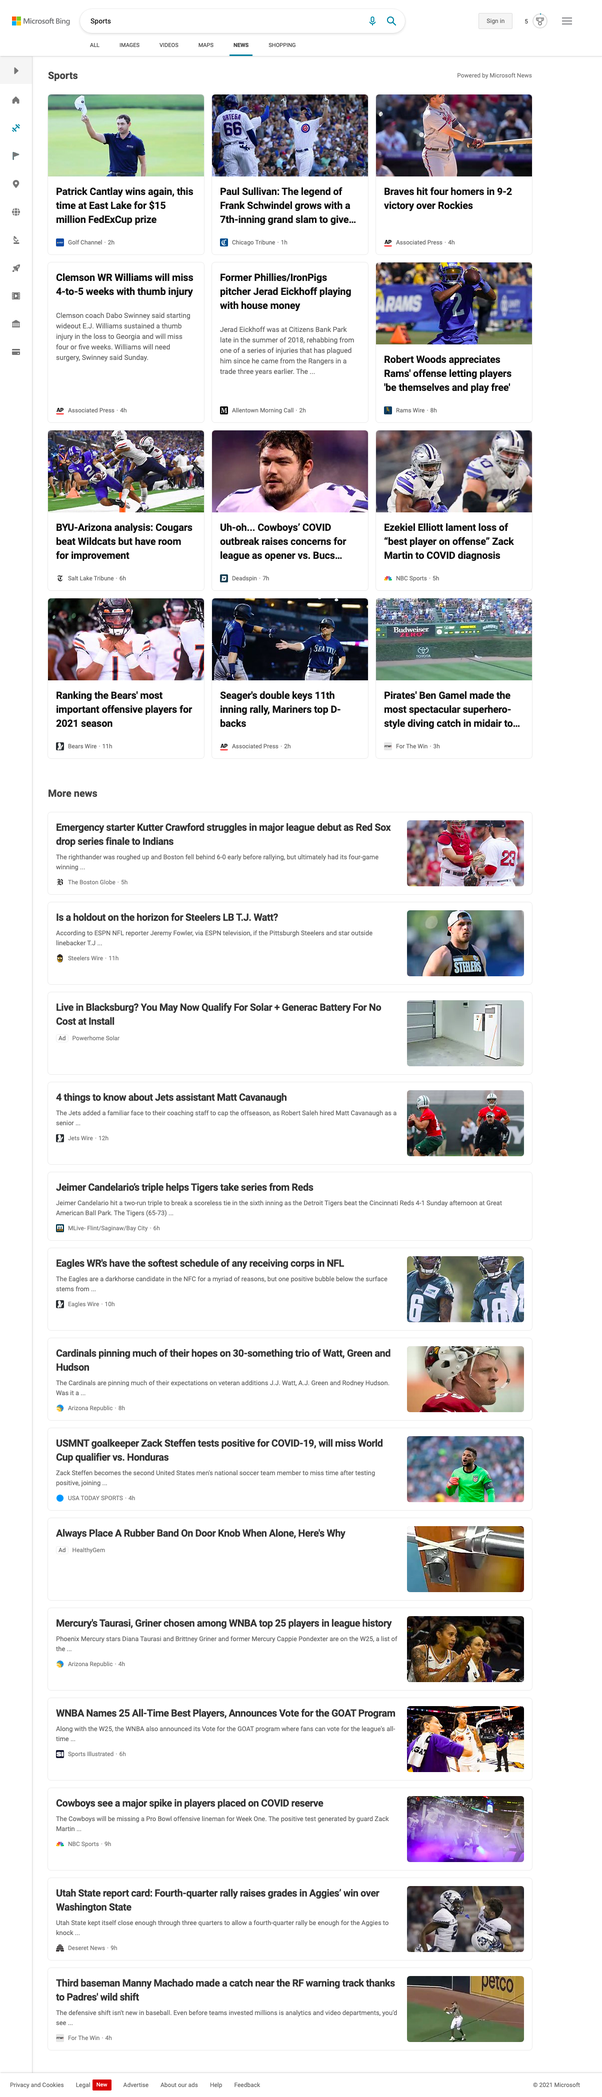 Microsoft Bing
Sports
Sign in
5
ALL
IMAGES
VIDEOS
MAPS
NEWS
SHOPPING
Sports
Powered by Microsoft News
Patrick Cantlay wins again, this
time at East Lake for $15
million FedExCup prize
Golf Channel · 2h
Paul Sullivan: The legend of
Frank Schwindel grows with a
7th-inning grand slam to give...
Chicago Tribune · 1h
Braves hit four homers in 9-2
victory over Rockies
AP Associated Press · 4h
Clemson WR Williams will miss
4-to-5 weeks with thumb injury
Clemson coach Dabo Swinney said starting
wideout E.J. Williams sustained a thumb
injury in the loss to Georgia and will miss
four or five weeks. Williams will need
surgery, Swinney said Sunday.
AP Associated Press · 4h
Former Phillies/IronPigs
pitcher Jerad Eickhoff playing
with house money
Jerad Eickhoff was at Citizens Bank Park
late in the summer of 2018, rehabbing from
one of a series of injuries that has plagued
him since he came from the Rangers in a
trade three years earlier. The ...
Allentown Morning Call · 2h
Robert Woods appreciates
Rams' offense letting players
'be themselves and play free'
Rams Wire · 8h
BYU-Arizona analysis: Cougars
beat Wildcats but have room
for improvement
Salt Lake Tribune · 6h
Uh-oh... Cowboys' COVID
outbreak raises concerns for
league as opener vs. Bucs...
Deadspin · 7h
Ezekiel Elliott lament loss of
“best player on offense” Zack
Martin to COVID diagnosis
NBC Sports · 5h
Ranking the Bears' most
important offensive players for
2021 season
Bears Wire · 11h
Seager's double keys 11th
inning rally, Mariners top D-
backs
AP Associated Press · 2h
Budweiser
TOYOTA
Pirates' Ben Gamel made the
most spectacular superhero-
style diving catch in midair to...
For The Win · 3h
More news
Emergency starter Kutter Crawford struggles in major league debut as Red Sox
drop series finale to Indians
The righthander was roughed up and Boston fell behind 6-0 early before rallying, but ultimately had its four-game
winning ...
The Boston Globe · 5h
Is a holdout on the horizon for Steelers LB T.J. Watt?
According to ESPN NFL reporter Jeremy Fowler, via ESPN television, if the Pittsburgh Steelers and star outside
linebacker T.J ...
Steelers Wire · 11h
Live in Blacksburg? You May Now Qualify For Solar + Generac Battery For No
Cost at Install
Ad Powerhome Solar
4 things to know about Jets assistant Matt Cavanaugh
The Jets added a familiar face to their coaching staff to cap the offseason, as Robert Saleh hired Matt Cavanaugh as a
senior ...
Jets Wire · 12h
Jeimer Candelario's triple helps Tigers take series from Reds
Jeimer Candelario hit a two-run triple to break a scoreless tie in the sixth inning as the Detroit Tigers beat the Cincinnati Reds 4-1 Sunday afternoon at Great
American Ball Park. The Tigers (65-73) ...
MLive- Flint/Saginaw/Bay City · 6h
Eagles WR's have the softest schedule of any receiving corps in NFL
The Eagles are a darkhorse candidate in the NFC for a myriad of reasons, but one positive bubble below the surface
stems from ...
Eagles Wire · 10h
Cardinals pinning much of their hopes on 30-something trio of Watt, Green and
Hudson
The Cardinals are pinning much of their expectations on veteran additions J.J. Watt, A.J. Green and Rodney Hudson.
Was it a ...
Arizona Republic · 8h
USMNT goalkeeper Zack Steffen tests positive for COVID-19, will miss World
Cup qualifier vs. Honduras
Zack Steffen becomes the second United States men's national soccer team member to miss time after testing
positive, joining ...
USA TODAY SPORTS · 4h
Always Place A Rubber Band On Door Knob When Alone, Here's Why
Ad HealthyGem
Mercury's Taurasi, Griner chosen among WNBA top 25 players in league history
Phoenix Mercury stars Diana Taurasi and Brittney Griner and former Mercury Cappie Pondexter are on the W25, a list of
the ...
Arizona Republic · 4h
WNBA Names 25 All-Time Best Players, Announces Vote for the GOAT Program
Along with the W25, the WNBA also announced its Vote for the GOAT program where fans can vote for the league's all-
time ...
Sports Illustrated · 6h
Cowboys see a major spike in players placed on COVID reserve
The Cowboys will be missing a Pro Bowl offensive lineman for Week One. The positive test generated by guard Zack
Martin ...
NBC Sports · 9h
Utah State report card: Fourth-quarter rally raises grades in Aggies' win over
Washington State
Utah State kept itself close enough through three quarters to allow a fourth-quarter rally be enough for the Aggies to
knock ...
Deseret News · 9h
Third baseman Manny Machado made a catch near the RF warning track thanks
to Padres' wild shift
The defensive shift isn't new in baseball. Even before teams invested millions is analytics and video departments, you'd
see ...
For The Win · 4h
petco
Privacy and Cookies
Legal
New
Advertise
About our ads
Help
Feedback
© 2021 Microsoft